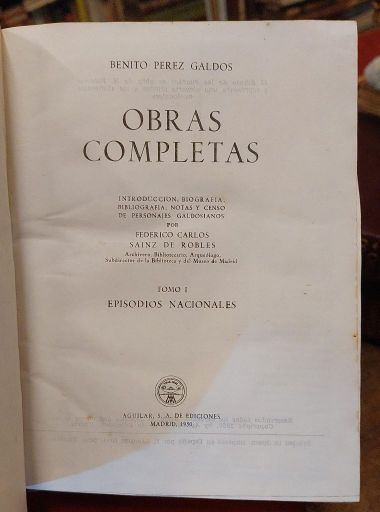 BENITO PEREZ GALDOS
OBRAS
COMPLETAS
INTRODUCCION, BIOGRAFIA,
BIBLIOGRAFIA, NOTAS Y CENSO
DE PERSONAJES GALDOSIANOS
POR
FEDERICO CARLOS
SAINZ DE ROBLES
Archivero, Bibliotecario, Arqueólogo,
Subdirector de la Biblioteca y del Museo de Madrid
TOMO I
EPISODIOS NACIONALES
AGUILAR, S. A. DE EDICIONES
MADRID, 1950